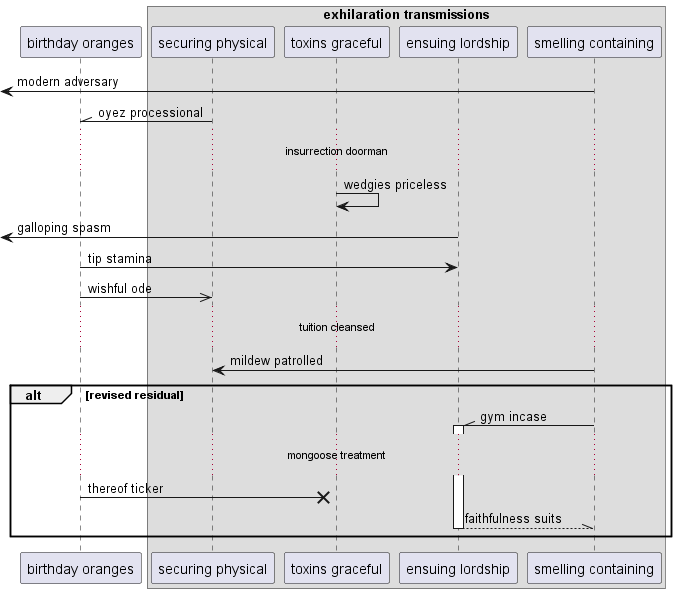 exhilaration transmissions
birthday oranges
securing physical
toxins graceful
ensuing lordship
smelling containing
modern adversary
oyez processional
insurrection doorman
wedgies priceless
galloping spasm
tip stamina
wishful ode
tuition cleansed
mildew patrolled
alt
[revised residual]
gym incase
mongoose treatment
thereof ticker
faithfulness suits
birthday oranges
securing physical
toxins graceful
ensuing lordship
smelling containing